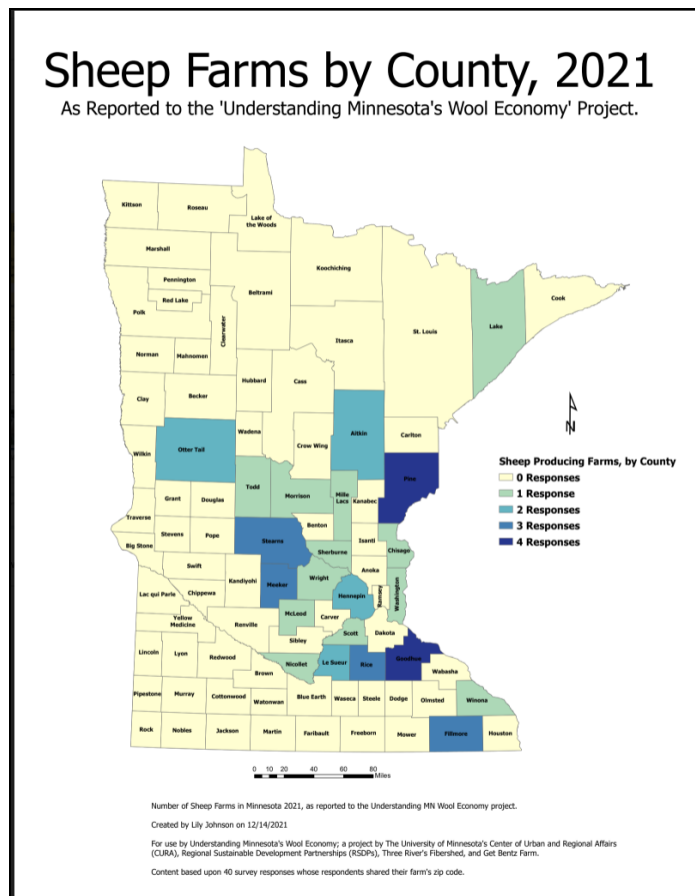 Sheep Farms by County, 2021
As Reported to the 'Understanding Minnesota's Wool Economy' Project.
Kittson
Roseau
Lake of
the Woods
Marshall
Koochiching
Pennington
Red Lake
Beltrami
Cook
Polk
Clearwater
Itasca
St. Louis
Lake
Norman
Mahnomen
Hubbard
Cass
Clay
Becker
Wadena
Aitkin
Carlton
Crow Wing
Wilkin
Otter Tail
Pine
Todd
Morrison
Mille
Lacs
Kanabec
Grant
Douglas
Traverse
Benton
Stevens
Pope
Stearns
Isanti
Big Stone
Sherburne
Chisago
Swift
Anoka
Wright
Kandiyohi
Meeker
Hennepin
Ramsey
Washington
Lac qui Parle
Chippewa
McLeod
Carver
Yellow
Medicine
Renville
Scott
Dakota
Sibley
Lincoln
Lyon
Redwood
Nicollet
Le Sueur
Rice
Goodhue
Wabasha
Brown
Pipestone
Murray
Cottonwood
Watonwan
Blue Earth
Waseca
Steele
Dodge
Olmsted
Winona
Rock
Nobles
Jackson
Martin
Faribault
Freeborn
Mower
Fillmore
Houston
N
Sheep Producing Farms, by County
0 Responses
1 Response
2 Responses
3 Responses
4 Responses
0 10 20 40 60 80
Miles
Number of Sheep Farms in Minnesota 2021, as reported to the Understanding MN Wool Economy project.
Created by Lily Johnson on 12/14/2021
For use by Understanding Minnesota's Wool Economy; a project by The University of Minnesota's Center of Urban and Regional Affairs
(CURA), Regional Sustainable Development Partnerships (RSDPs), Three River's Fibershed, and Get Bentz Farm.
Content based upon 40 survey responses whose respondents shared their farm's zip code.